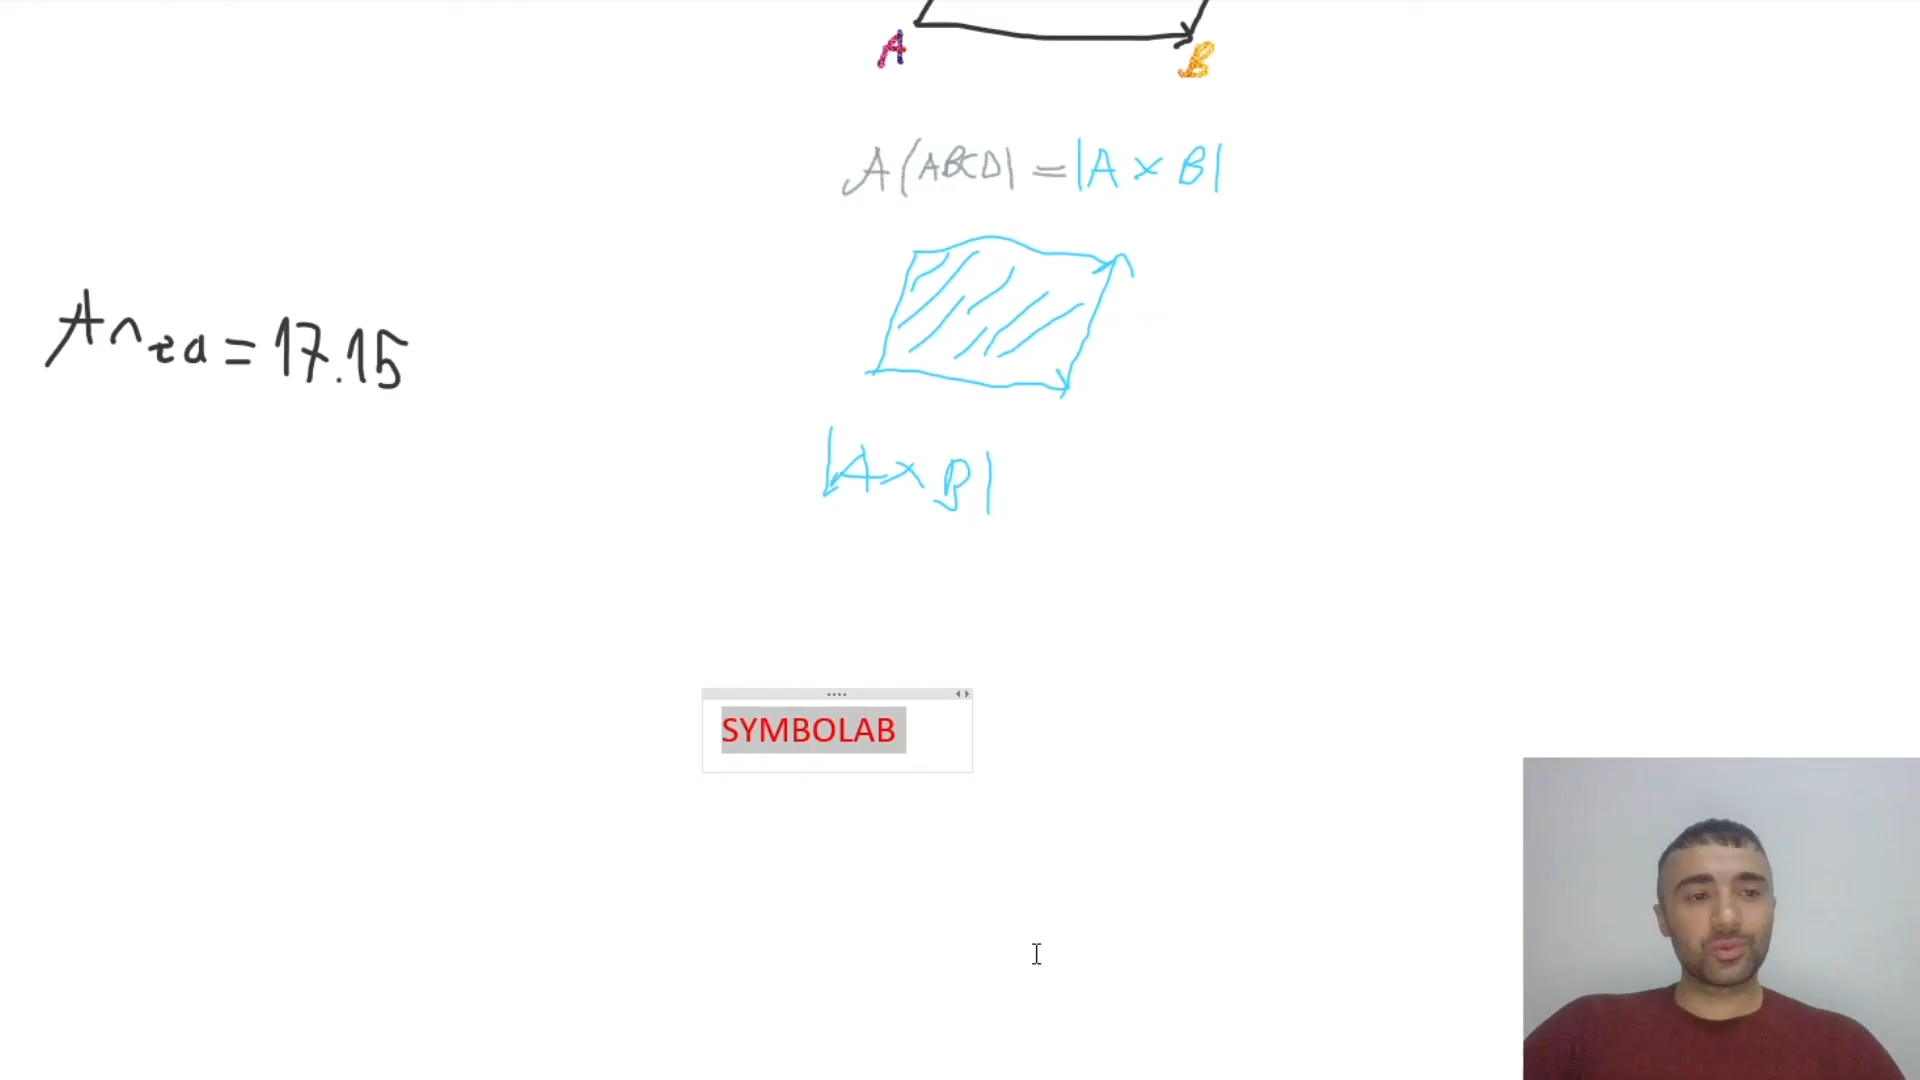 A B
A(ABCD) = |A × B|
Area = 17.15
|A × B|
SYMBOLAB